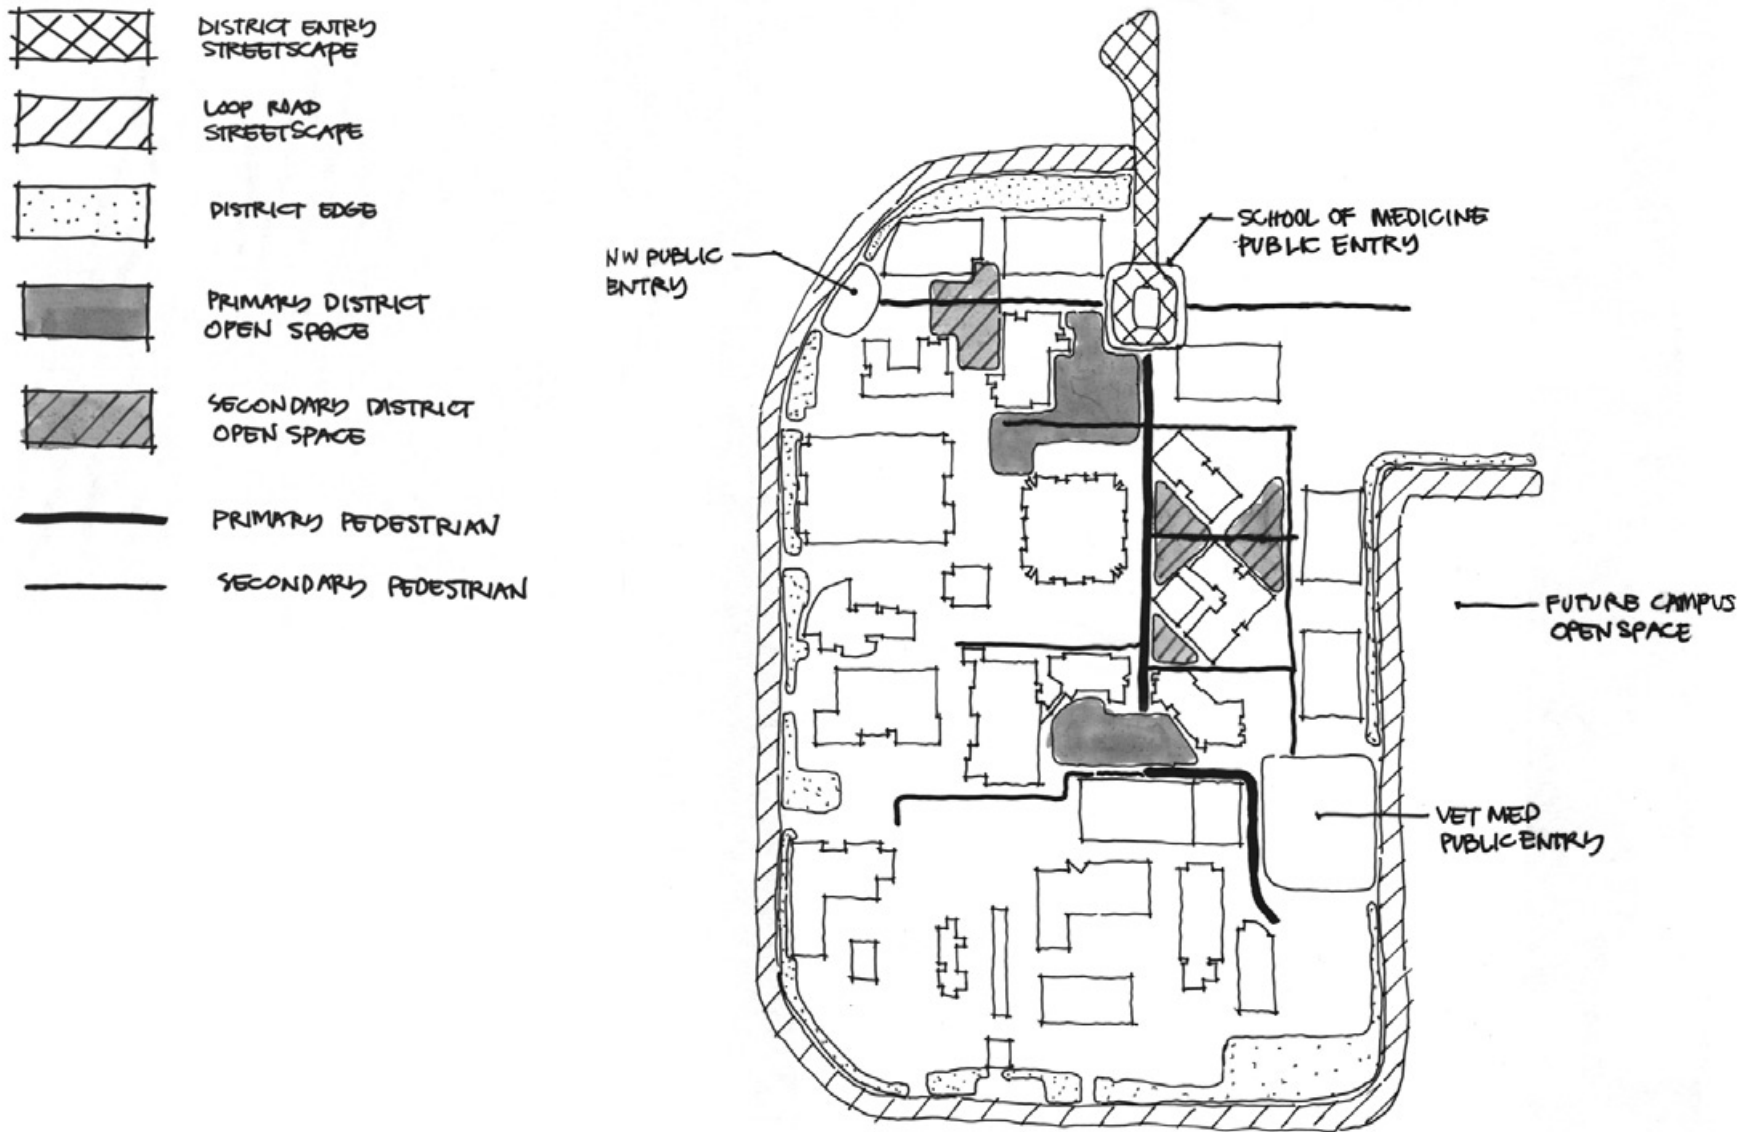 DISTRICT ENTRY
STREETSCAPE
LOOP ROAD
STREETSCAPE
DISTRICT EDGE
PRIMARY DISTRICT
OPEN SPACE
SECONDARY DISTRICT
OPEN SPACE
PRIMARY PEDESTRIAN
SECONDARY PEDESTRIAN
NW PUBLIC
ENTRY
SCHOOL OF MEDICINE
PUBLIC ENTRY
FUTURE CAMPUS
OPEN SPACE
VET MED
PUBLIC ENTRY